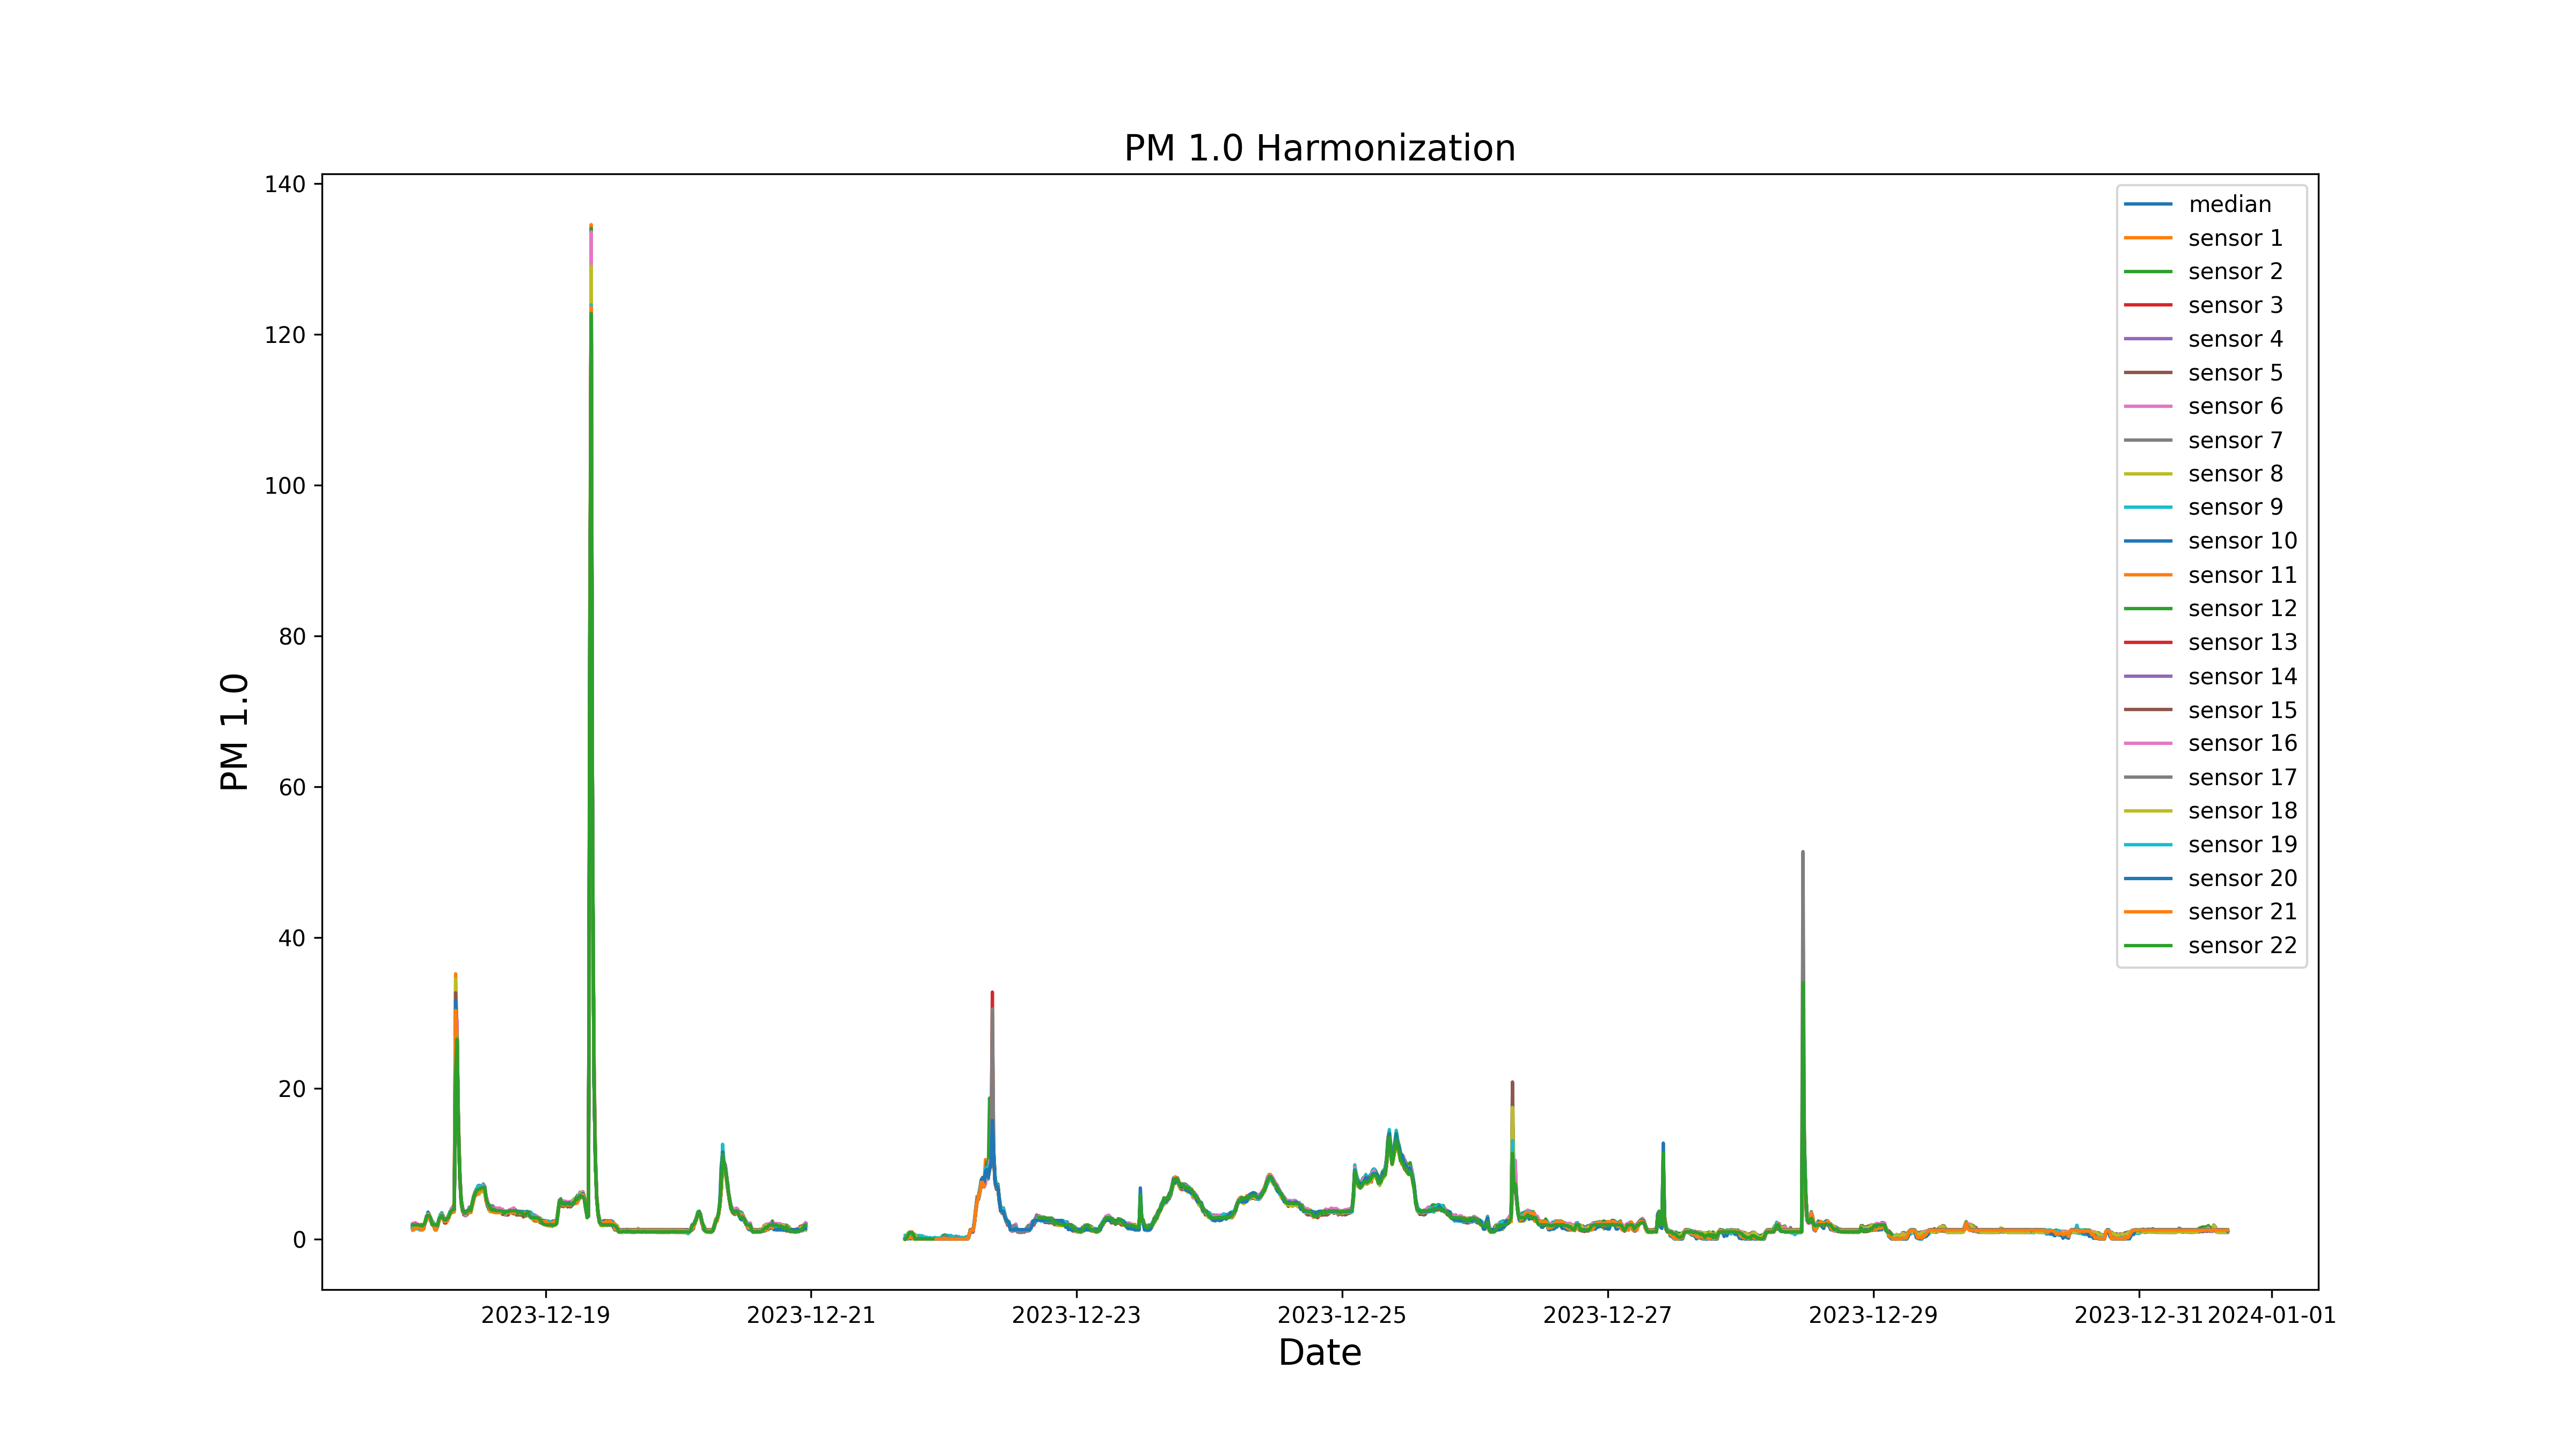 PM 1.0 Harmonization
140
120
100
80
60
40
20
0
PM 1.0
median
sensor 1
sensor 2
sensor 3
sensor 4
sensor 5
sensor 6
sensor 7
sensor 8
sensor 9
sensor 10
sensor 11
sensor 12
sensor 13
sensor 14
sensor 15
sensor 16
sensor 17
sensor 18
sensor 19
sensor 20
sensor 21
sensor 22
2023-12-19 2023-12-21 2023-12-23 2023-12-25 2023-12-27 2023-12-29 2023-12-31 2024-01-01
Date